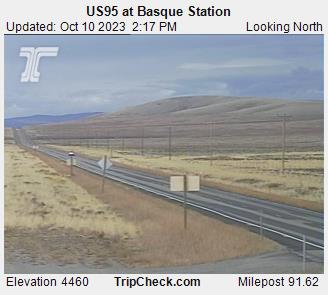 US95 at Basque Station
Updated: Oct 10 2023 2:17 PM Looking North
Elevation 4460 TripCheck.com Milepost 91.62